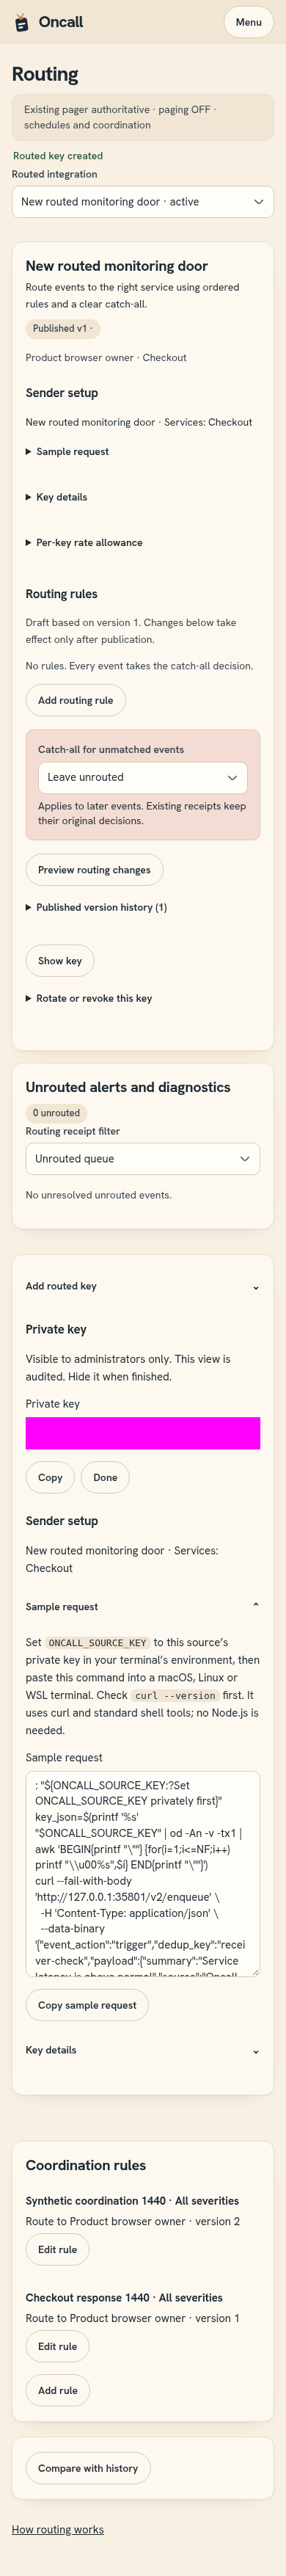 Oncall
Menu
Routing
Existing pager authoritative · paging OFF ·
schedules and coordination
Routed key created
Routed integration
New routed monitoring door · active
New routed monitoring door
Route events to the right service using ordered
rules and a clear catch-all.
Published v1 ·
Product browser owner · Checkout
Sender setup
New routed monitoring door · Services: Checkout
Sample request
Key details
Per-key rate allowance
Routing rules
Draft based on version 1. Changes below take
effect only after publication.
No rules. Every event takes the catch-all decision.
Add routing rule
Catch-all for unmatched events
Leave unrouted
Applies to later events. Existing receipts keep
their original decisions.
Preview routing changes
Published version history (1)
Show key
Rotate or revoke this key
Unrouted alerts and diagnostics
0 unrouted
Routing receipt filter
Unrouted queue
No unresolved unrouted events.
Add routed key
Private key
Visible to administrators only. This view is
audited. Hide it when finished.
Private key
Copy
Done
Sender setup
New routed monitoring door · Services:
Checkout
Sample request
Set ONCALL_SOURCE_KEY to this source's
private key in your terminal's environment, then
paste this command into a macOS, Linux or
WSL terminal. Check curl --version first. It
uses curl and standard shell tools; no Node.js is
needed.
Sample request
: "${ONCALL_SOURCE_KEY:?Set
ONCALL_SOURCE_KEY privately first}"
key_json=$(printf '%s'
"$ONCALL_SOURCE_KEY" | od -An -v -tx1 |
awk 'BEGIN{printf "\""} {for(i=1;i<=NF;i++)
printf "\\u00%s",$i} END{printf "\""}')
curl --fail-with-body
'http://127.0.0.1:35801/v2/enqueue' \
-H 'Content-Type: application/json' \
--data-binary
'{"event_action":"trigger","dedup_key":"recei
ver-check","payload":{"summary":"Service
latency is above normal","source":"Oncall
Copy sample request
Key details
Coordination rules
Synthetic coordination 1440 · All severities
Route to Product browser owner · version 2
Edit rule
Checkout response 1440 · All severities
Route to Product browser owner · version 1
Edit rule
Add rule
Compare with history
How routing works